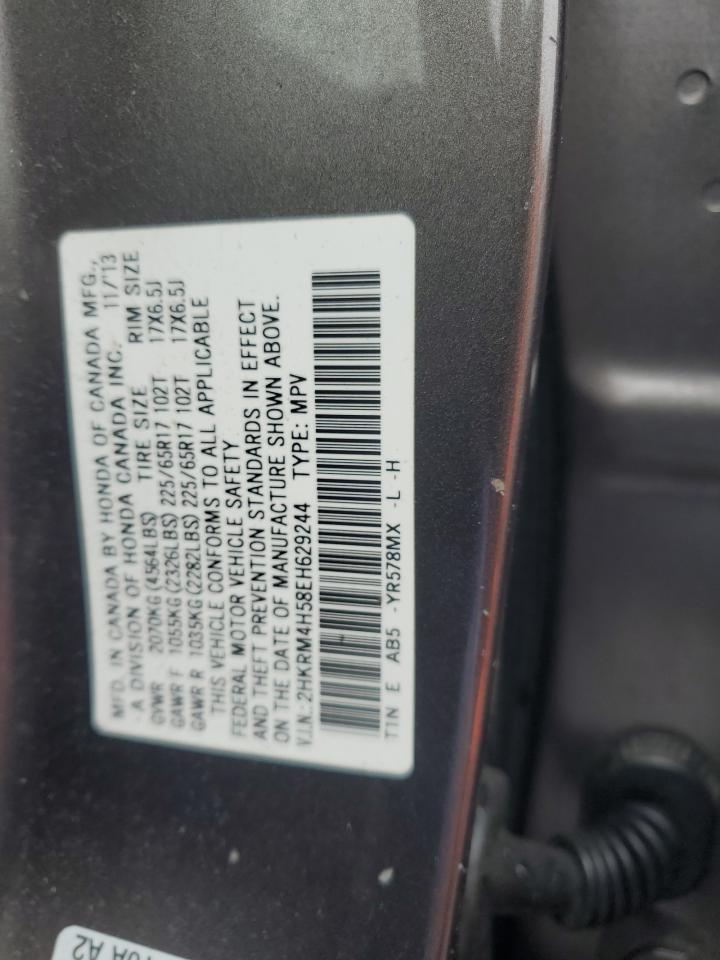 MFD. IN CANADA BY HONDA OF CANADA MFG.,
A DIVISION OF HONDA CANADA INC. 11/'13
GVWR 2070KG(4564LBS) TIRE SIZE RIM SIZE
GAWR F 1055KG(2326LBS) 225/65R17 102T 17X6.5J
GAWR R 1035KG(2282LBS) 225/65R17 102T 17X6.5J
THIS VEHICLE CONFORMS TO ALL APPLICABLE
FEDERAL MOTOR VEHICLE SAFETY
AND THEFT PREVENTION STANDARDS IN EFFECT
ON THE DATE OF MANUFACTURE SHOWN ABOVE.
V.I.N.:2HKRM4H58EH629244 TYPE: MPV
T1N E AB5 -YR578MX -L -H
A2